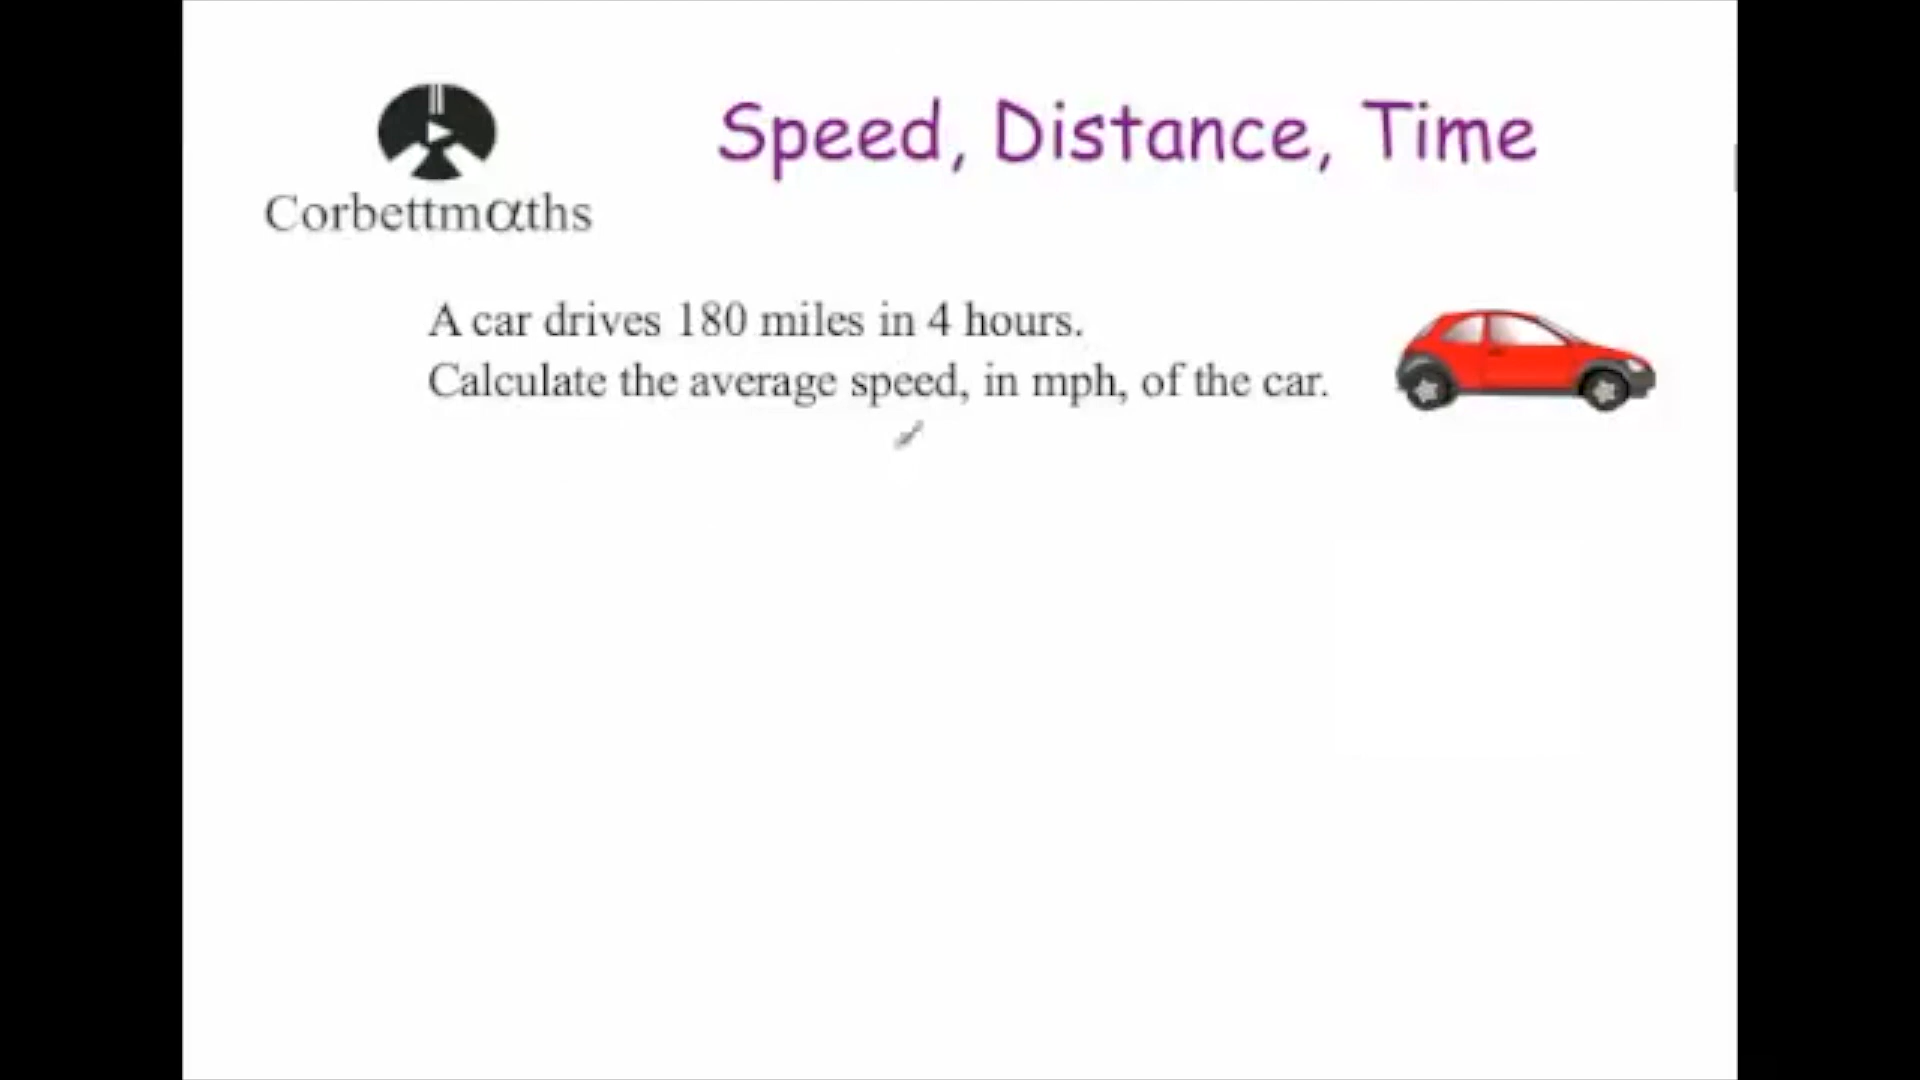 Speed, Distance, Time
Corbettmαths
A car drives 180 miles in 4 hours.
Calculate the average speed, in mph, of the car.